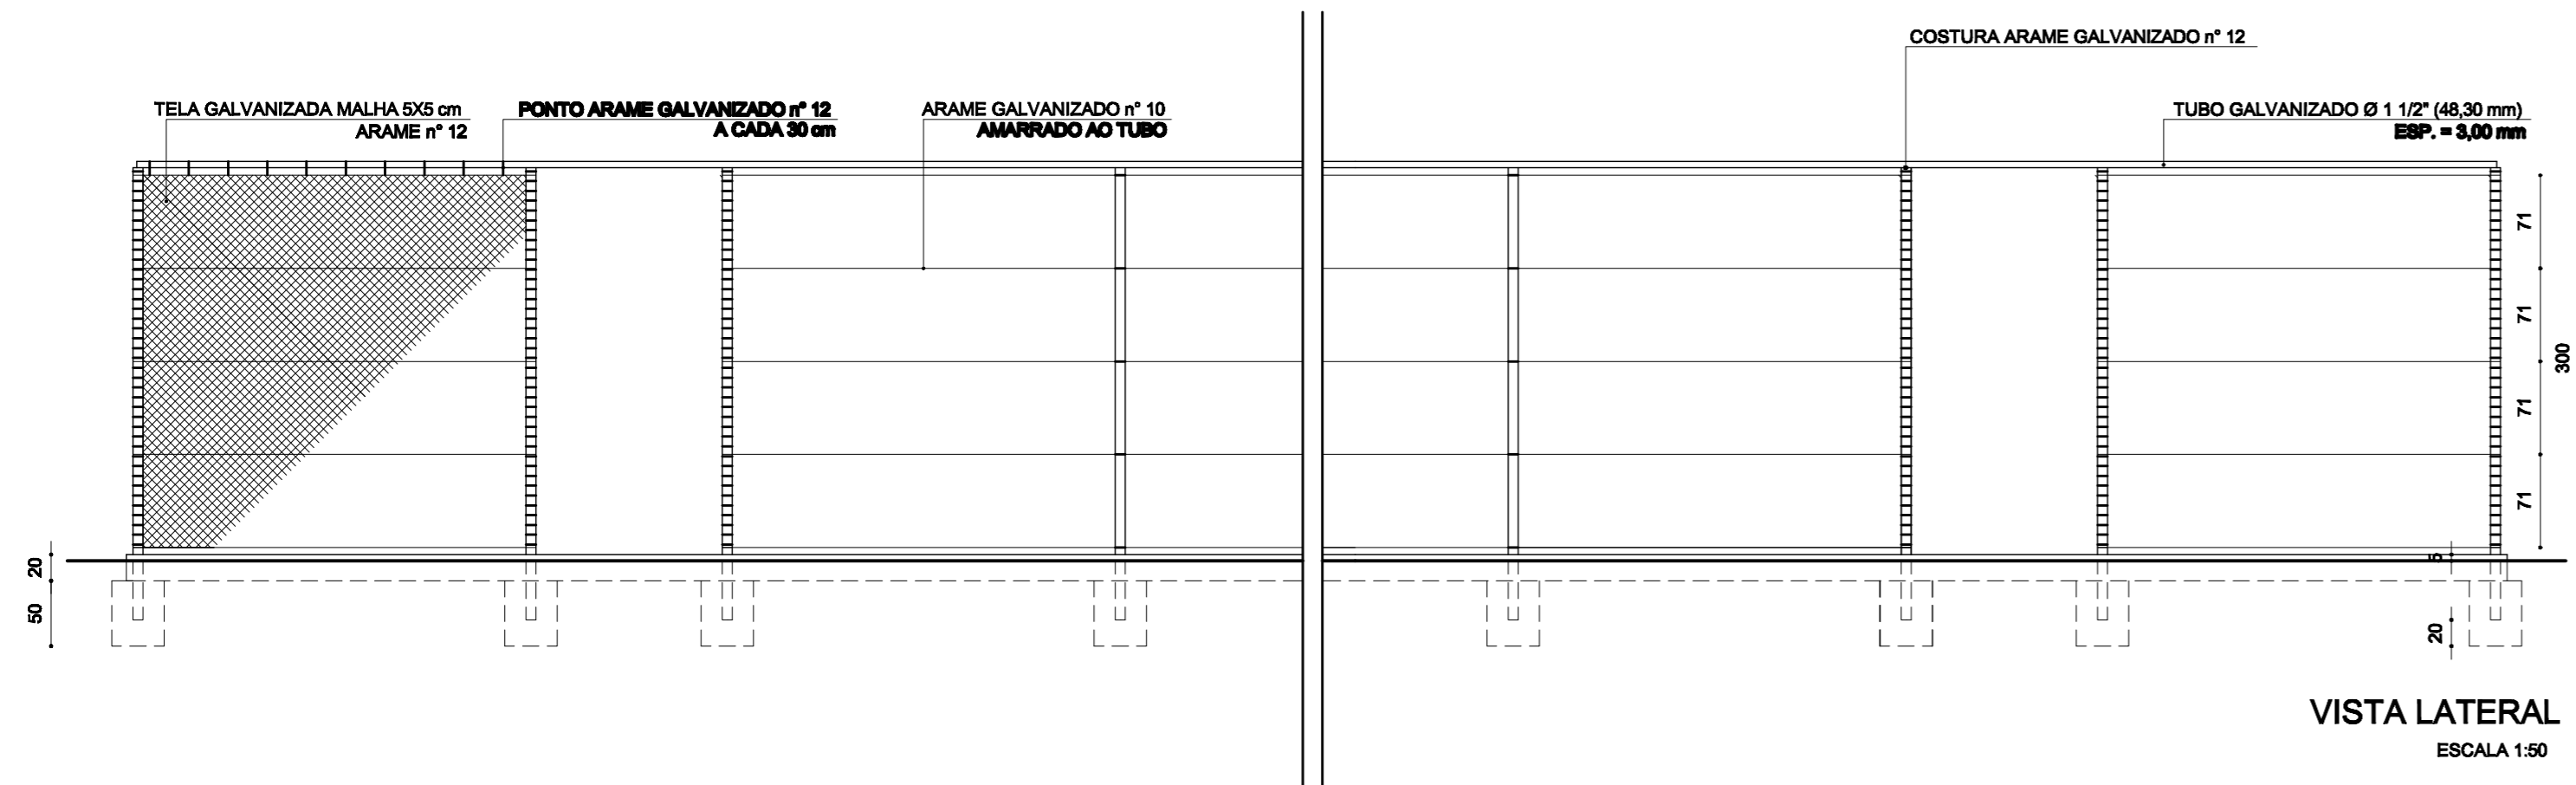 COSTURA ARAME GALVANIZADO n° 12
TELA GALVANIZADA MALHA 5X5 cm
ARAME n° 12
PONTO ARAME GALVANIZADO n° 12
A CADA 30 cm
ARAME GALVANIZADO n° 10
AMARRADO AO TUBO
TUBO GALVANIZADO Ø 1 1/2" (48,30 mm)
ESP. = 3,00 mm
71
71
300
71
71
20
5
50
20
VISTA LATERAL
ESCALA 1:50